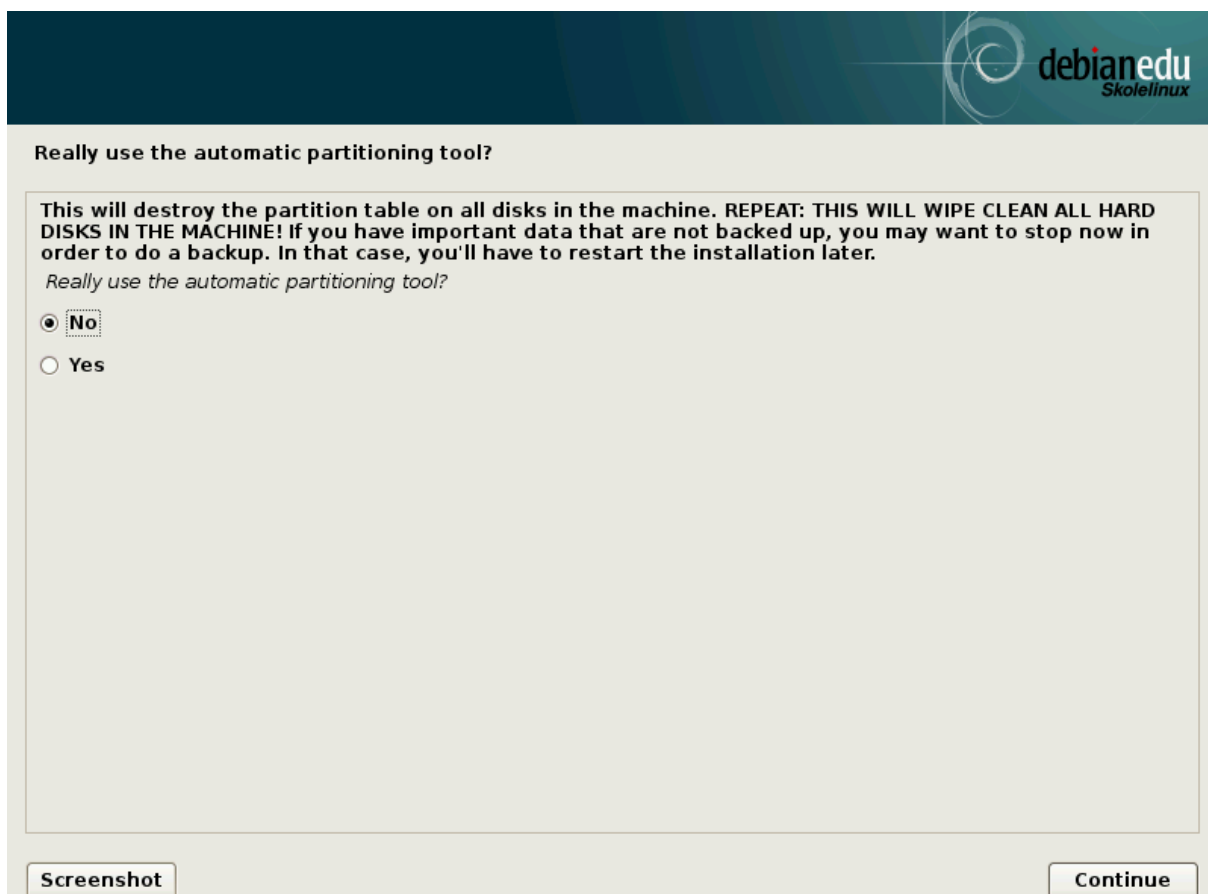 debianedu
Skolelinux
Really use the automatic partitioning tool?
This will destroy the partition table on all disks in the machine. REPEAT: THIS WILL WIPE CLEAN ALL HARD
DISKS IN THE MACHINE! If you have important data that are not backed up, you may want to stop now in
order to do a backup. In that case, you'll have to restart the installation later.
Really use the automatic partitioning tool?
No
Yes
Screenshot
Continue